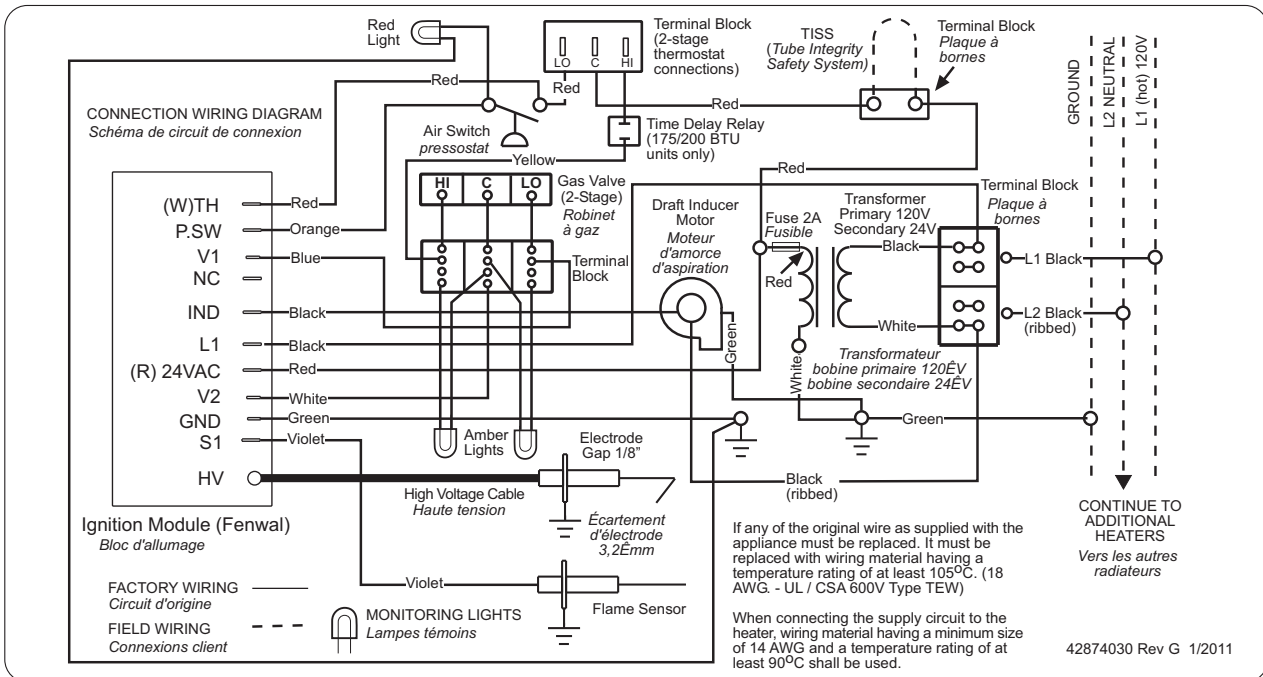 Red
Light
Terminal Block
(2-stage
thermostat
connections)
LO
C
HI
TISS
(Tube Integrity
Safety System)
Terminal Block
Plaque à
bornes
GROUND
L2 NEUTRAL
L1 (hot) 120V
Red
Red
Red
CONNECTION WIRING DIAGRAM
Schéma de circuit de connexion
Air Switch
pressostat
Time Delay Relay
(175/200 BTU
units only)
Yellow
Red
HI
C
LO
Gas Valve
(2-Stage)
Robinet
à gaz
Terminal
Block
Draft Inducer
Motor
Moteur
d'amorce
d'aspiration
Fuse 2A
Fusible
Red
Transformer
Primary 120V
Secondary 24V
Black
White
Terminal Block
Plaque à
bornes
L1 Black
L2 Black
(ribbed)
(W)TH
Red
P.SW
Orange
V1
Blue
NC
IND
Black
L1
Black
(R) 24VAC
Red
V2
White
GND
Green
S1
Violet
HV
Green
White
Transformateur
bobine primaire 120ÊV
bobine secondaire 24ÊV
Green
Amber
Lights
Electrode
Gap 1/8”
Black
(ribbed)
High Voltage Cable
Haute tension
Écartement
d'électrode
3,2Êmm
Ignition Module (Fenwal)
Bloc d'allumage
CONTINUE TO
ADDITIONAL
HEATERS
Vers les autres
radiateurs
If any of the original wire as supplied with the
appliance must be replaced. It must be
replaced with wiring material having a
temperature rating of at least 105OC. (18
AWG. - UL / CSA 600V Type TEW)
Violet
Flame Sensor
FACTORY WIRING
Circuit d'origine
FIELD WIRING
Connexions client
MONITORING LIGHTS
Lampes témoins
When connecting the supply circuit to the
heater, wiring material having a minimum size
of 14 AWG and a temperature rating of at
least 90OC shall be used.
42874030 Rev G 1/2011